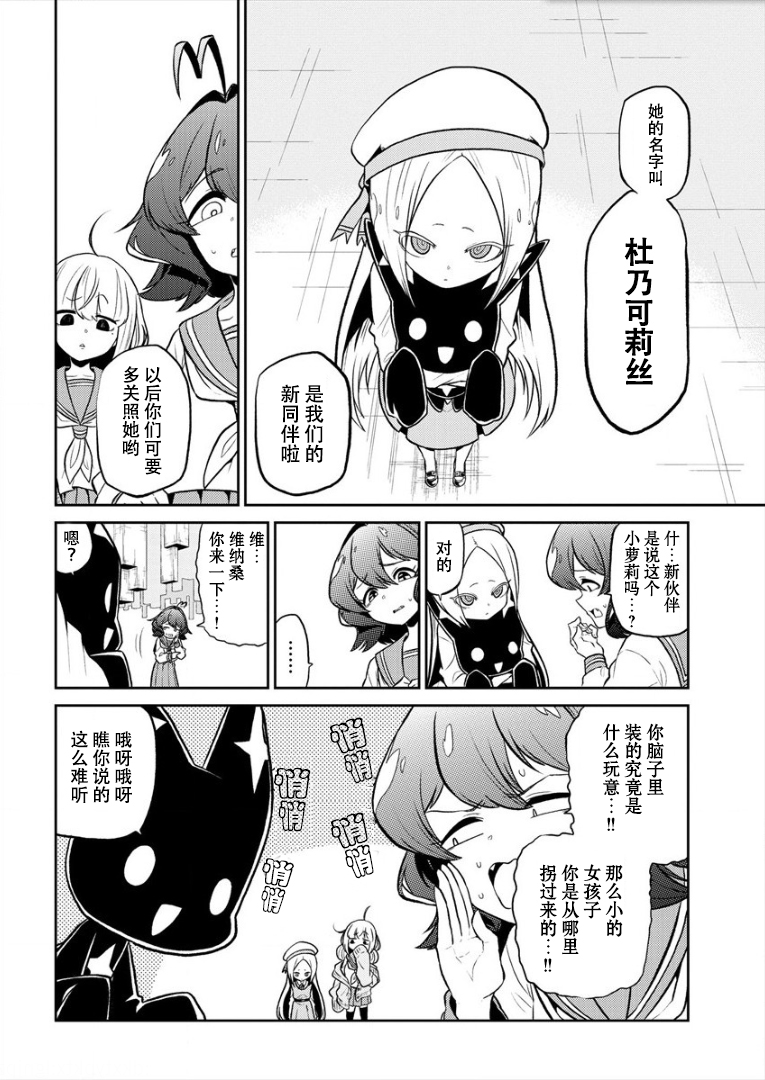 她的名字叫
杜乃可莉丝
是我们的
新同伴啦
以后你们可要
多关照她哟
什…新伙伴
是说这个
小萝莉吗…?
对的
……
维…
维纳桑
你来一下…!
嗯?
你脑子里
装的究竟是
什么玩意…!!
那么小的
女孩子
你是从哪里
拐过来的…!!
悄悄
悄悄
悄悄
悄悄
哦呀哦呀
瞧你说的
这么难听